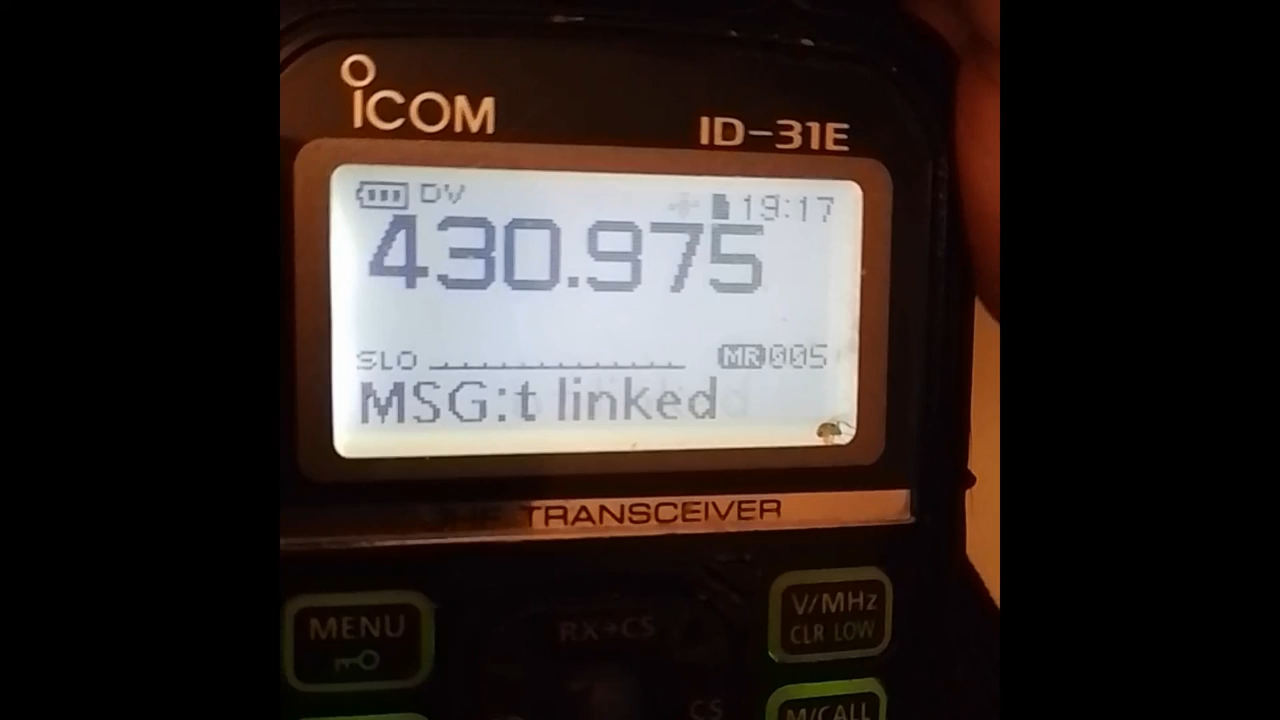 ICOM
ID-31E
DV
19:17
430.975
SLO
MR 005
MSG:t linked
TRANSCEIVER
MENU
RX→CS
V/MHz
CLR LOW
CS
M/CALL